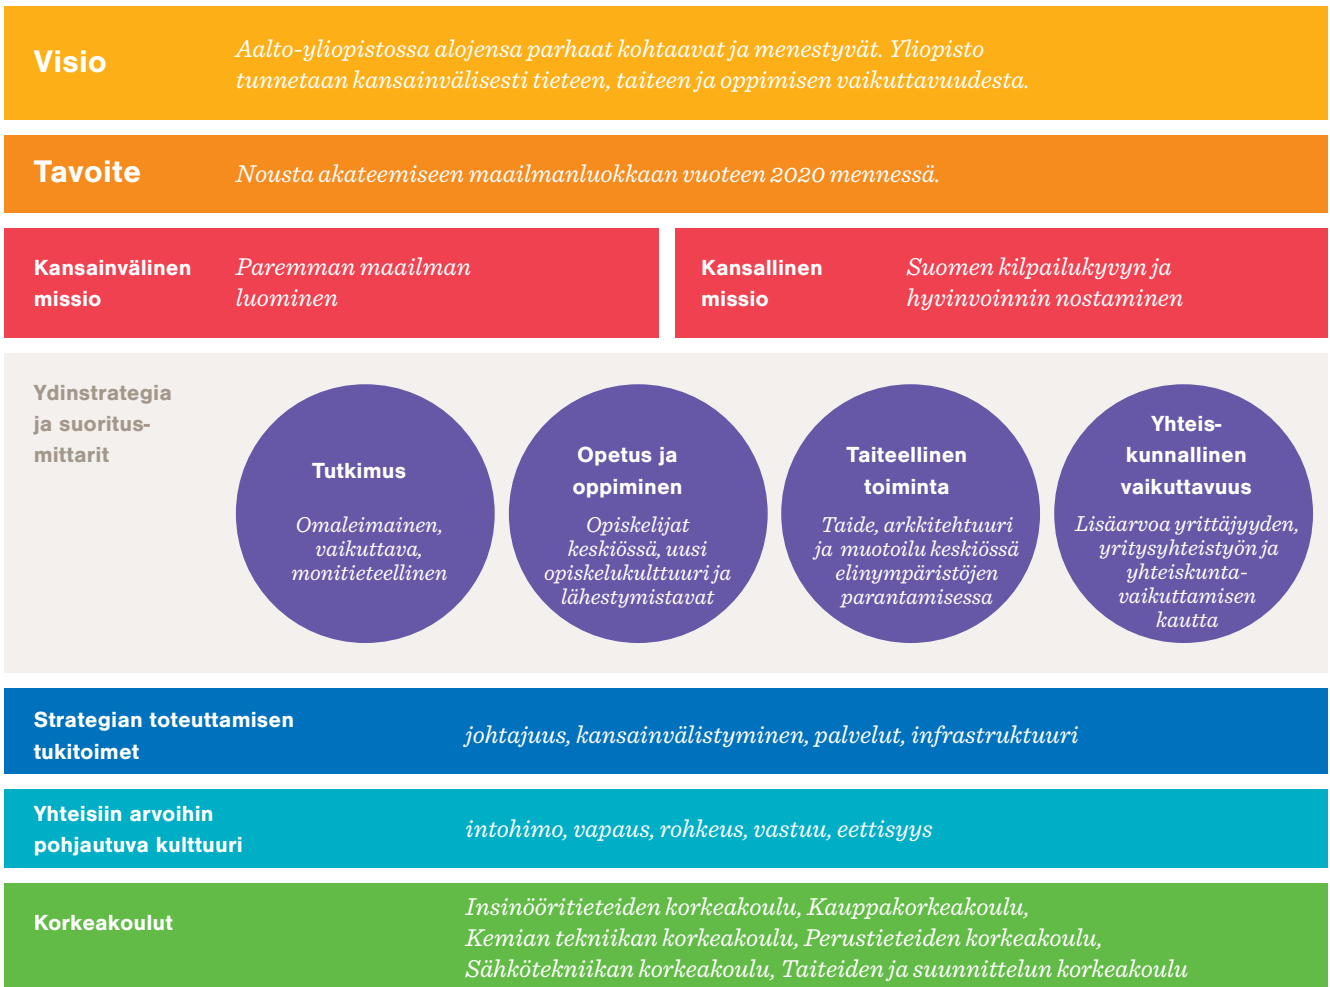 Visio
Aalto-yliopistossa alojensa parhaat kohtaavat ja menestyvät. Yliopisto
tunnetaan kansainvälisesti tieteen, taiteen ja oppimisen vaikuttavuudesta.
Tavoite
Nousta akateemiseen maailmanluokkaan vuoteen 2020 mennessä.
Kansainvälinen
missio
Paremman maailman
luominen
Kansallinen
missio
Suomen kilpailukyvyn ja
hyvinvoinnin nostaminen
Ydinstrategia
ja suoritus-
mittarit
Tutkimus
Omaleimainen,
vaikuttava,
monitieteellinen
Opetus ja
oppiminen
Opiskelijat
keskiössä, uusi
opiskelukulttuuri ja
lähestymistavat
Taiteellinen
toiminta
Taide, arkkitehtuuri
ja muotoilu keskiössä
elinympäristöjen
parantamisessa
Yhteis-
kunnallinen
vaikuttavuus
Lisäarvoa yrittäjyyden,
yritysyhteistyön ja
yhteiskunta-
vaikuttamisen
kautta
Strategian toteuttamisen
tukitoimet
johtajuus, kansainvälistyminen, palvelut, infrastruktuuri
Yhteisiin arvoihin
pohjautuva kulttuuri
intohimo, vapaus, rohkeus, vastuu, eettisyys
Korkeakoulut
Insinööritieteiden korkeakoulu, Kauppakorkeakoulu,
Kemian tekniikan korkeakoulu, Perustieteiden korkeakoulu,
Sähkötekniikan korkeakoulu, Taiteiden ja suunnittelun korkeakoulu